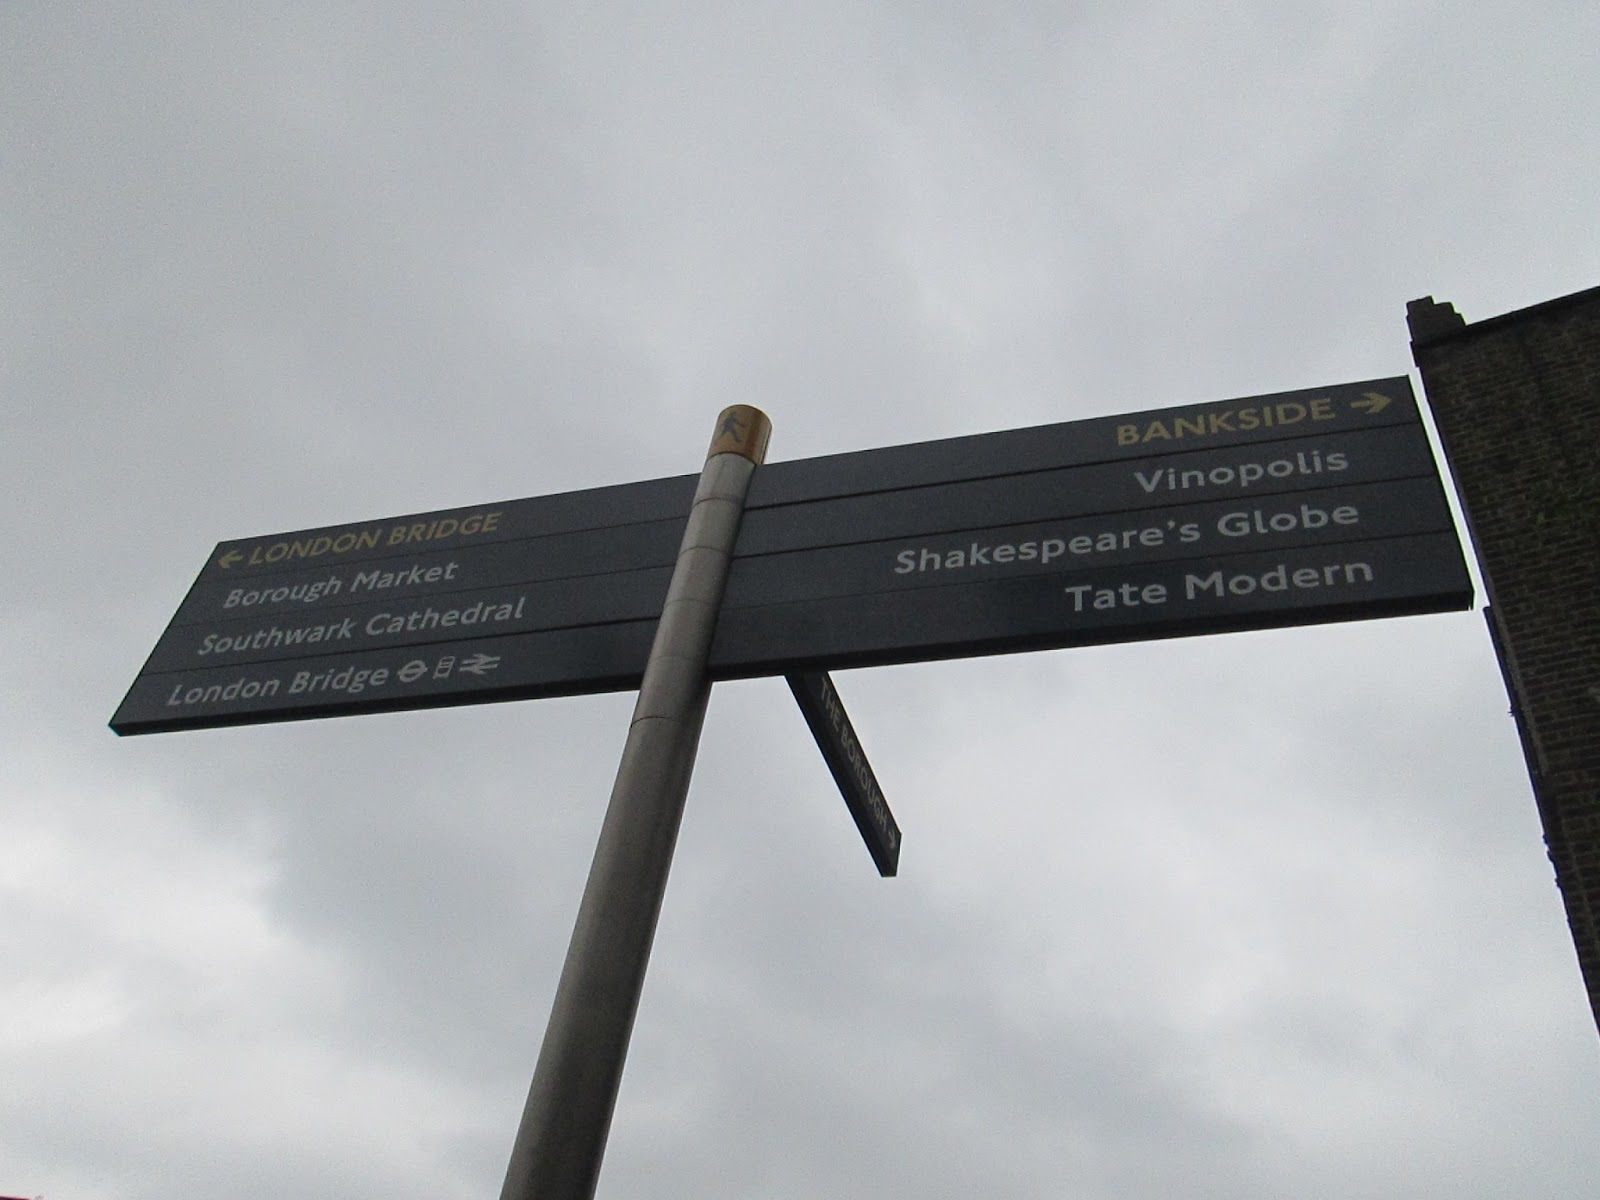 ← LONDON BRIDGE
Borough Market
Southwark Cathedral
London Bridge
BANKSIDE →
Vinopolis
Shakespeare's Globe
Tate Modern
THE BOROUGH →